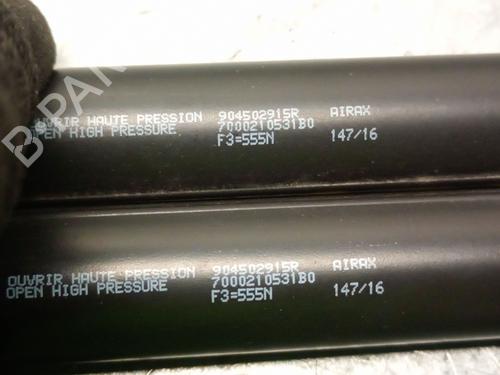 OUVRIR HAUTE PRESSION 904502915R AIRAX
OPEN HIGH PRESSURE 7000210531B0
F3=555N 147/16
OUVRIR HAUTE PRESSION 904502915R AIRAX
OPEN HIGH PRESSURE 7000210531B0
F3=555N 147/16